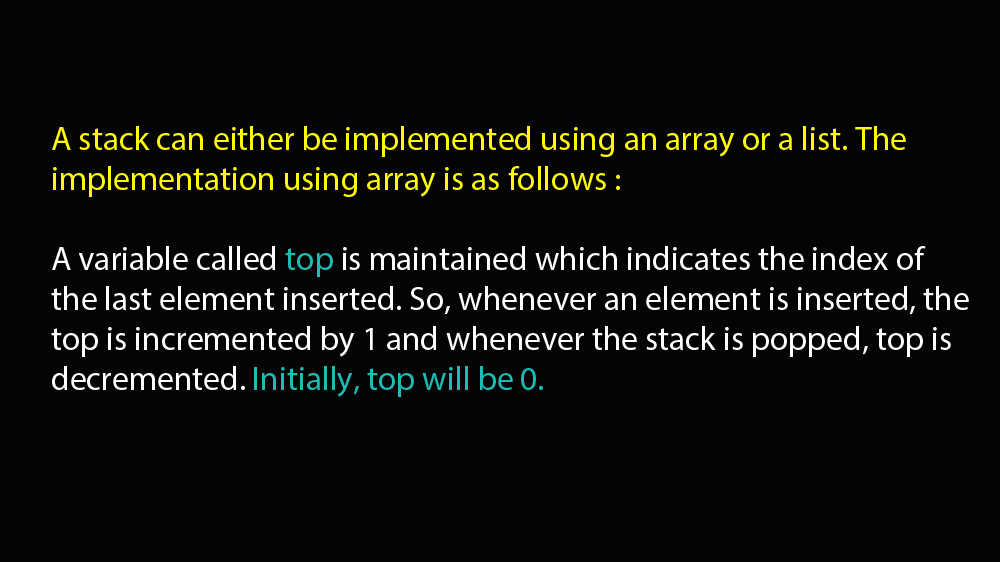 A stack can either be implemented using an array or a list. The
implementation using array is as follows :
A variable called top is maintained which indicates the index of
the last element inserted. So, whenever an element is inserted, the
top is incremented by 1 and whenever the stack is popped, top is
decremented. Initially, top will be 0.